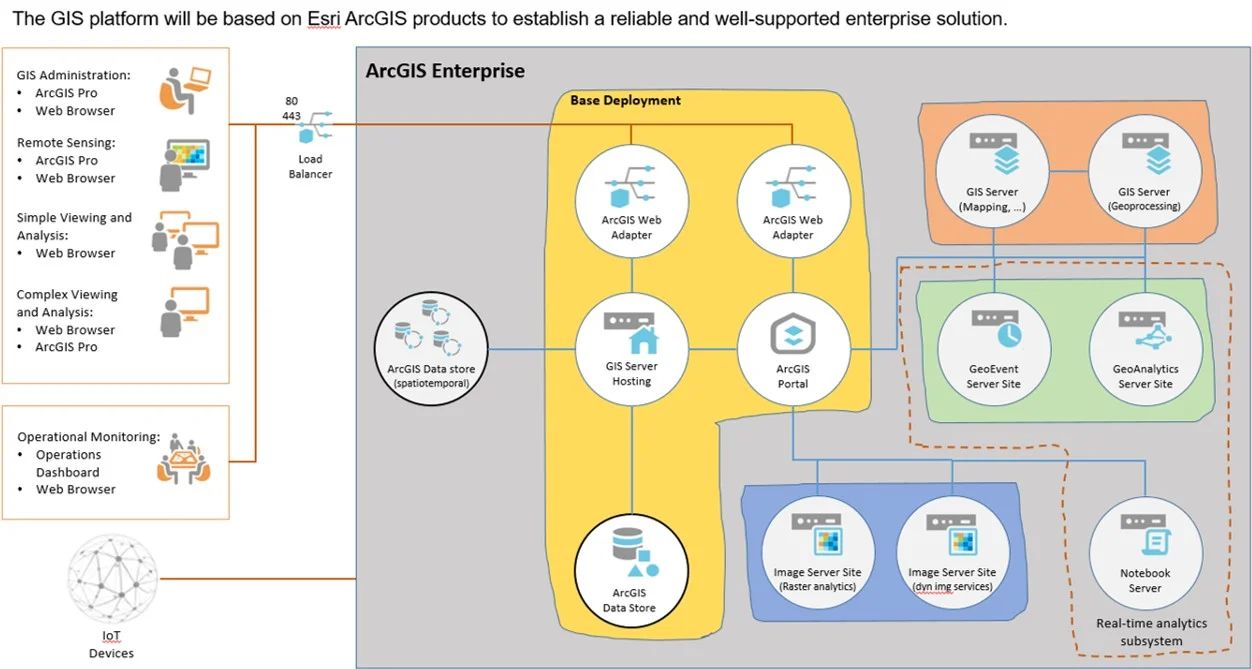 The GIS platform will be based on Esri ArcGIS products to establish a reliable and well-supported enterprise solution.
GIS Administration:
• ArcGIS Pro
• Web Browser
Remote Sensing:
• ArcGIS Pro
• Web Browser
Simple Viewing and
Analysis:
• Web Browser
Complex Viewing
and Analysis:
• Web Browser
• ArcGIS Pro
Operational Monitoring:
• Operations
Dashboard
• Web Browser
IoT
Devices
80
443
Load
Balancer
ArcGIS Enterprise
Base Deployment
ArcGIS Web
Adapter
ArcGIS Web
Adapter
GIS Server
(Mapping, ...)
GIS Server
(Geoprocessing)
ArcGIS Data store
(spatiotemporal)
GIS Server
Hosting
ArcGIS
Portal
GeoEvent
Server Site
GeoAnalytics
Server Site
ArcGIS
Data Store
Image Server Site
(Raster analytics)
Image Server Site
(dyn img services)
Notebook
Server
Real-time analytics
subsystem